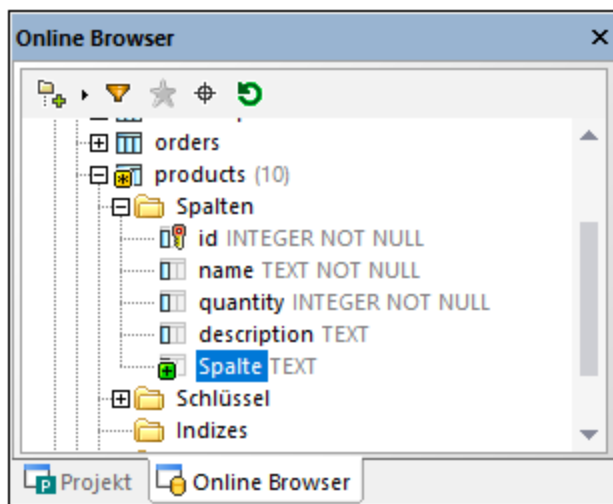 Online Browser
orders
products (10)
Spalten
id INTEGER NOT NULL
name TEXT NOT NULL
quantity INTEGER NOT NULL
description TEXT
Spalte TEXT
Schlüssel
Indizes
Projekt Online Browser